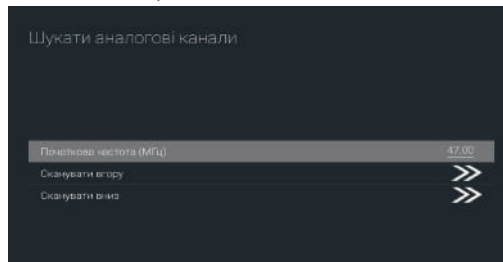 Шукати аналогові канали
Початкова частота (МГц) 47.00
Сканувати вгору
Сканувати вниз